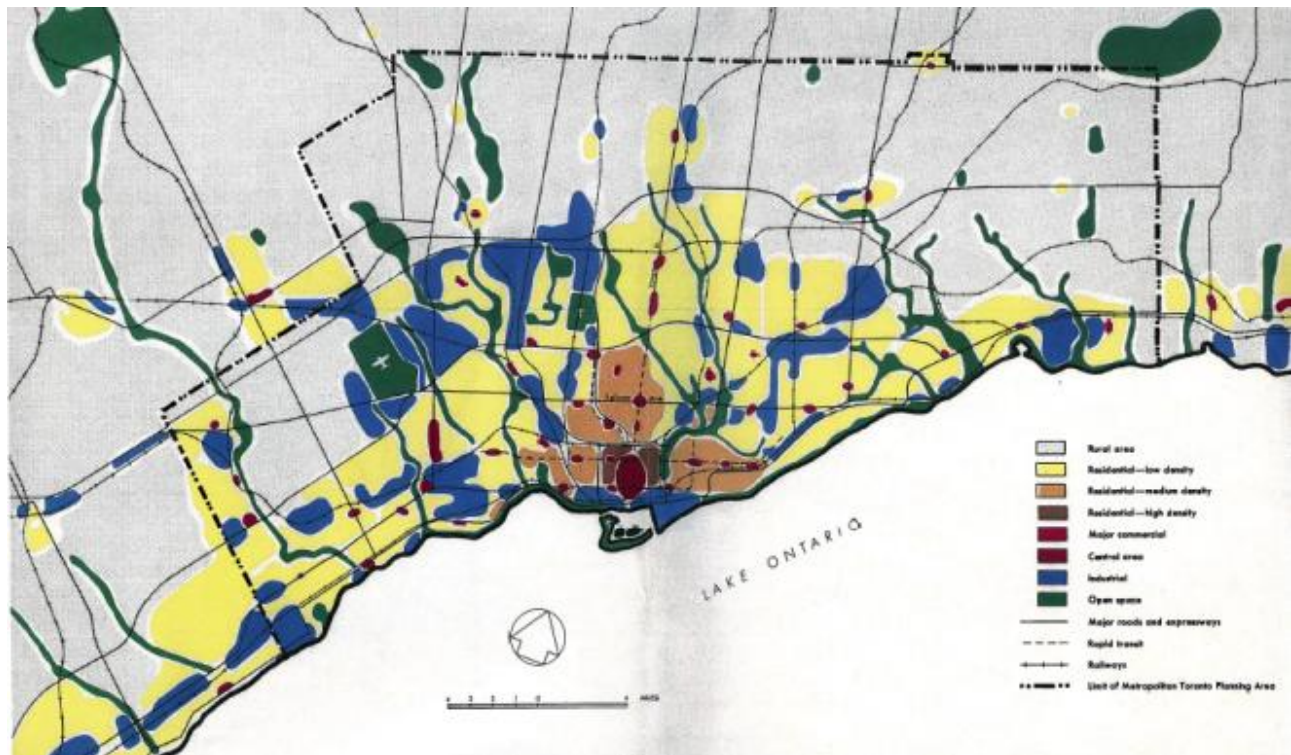 LAKE ONTARIO
Rural area
Residential—low density
Residential—medium density
Residential—high density
Major commercial
Central area
Industrial
Open space
Major roads and expressways
Rapid transit
Railways
Limit of Metropolitan Toronto Planning Area
MILES